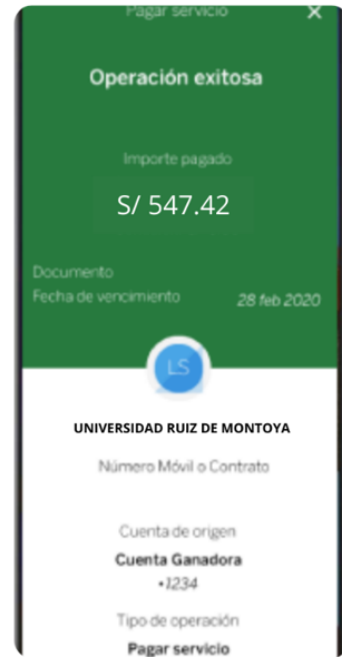 Pagar servicio
Operación exitosa
Importe pagado
S/ 547.42
Documento
Fecha de vencimiento 28 feb 2020
LS
UNIVERSIDAD RUIZ DE MONTOYA
Número Móvil o Contrato
Cuenta de origen
Cuenta Ganadora
•1234
Tipo de operación
Pagar servicio